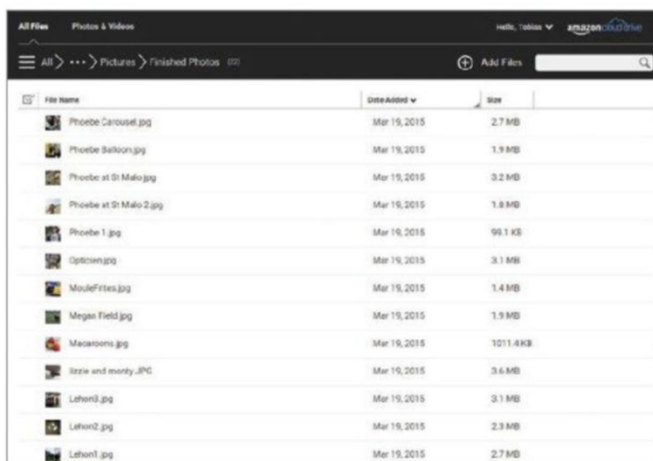 All Files Photos & Videos Hello, Tobias amazon clouddrive
All > ••• > Pictures > Finished Photos (22) Add Files
File Name Date Added Size
Phoebe Carousel.jpg Mar 19, 2015 2.7 MB
Phoebe Balloon.jpg Mar 19, 2015 1.9 MB
Phoebe at St Malo.jpg Mar 19, 2015 3.2 MB
Phoebe at St Malo 2.jpg Mar 19, 2015 1.8 MB
Phoebe 1.jpg Mar 19, 2015 99.1 KB
Opticien.jpg Mar 19, 2015 3.1 MB
MouleFrites.jpg Mar 19, 2015 1.4 MB
Megan Field.jpg Mar 19, 2015 1.9 MB
Macaroons.jpg Mar 19, 2015 1011.4 KB
lizzie and monty.JPG Mar 19, 2015 3.6 MB
Lehon3.jpg Mar 19, 2015 3.1 MB
Lehon2.jpg Mar 19, 2015 2.3 MB
Lehon1.jpg Mar 19, 2015 2.7 MB